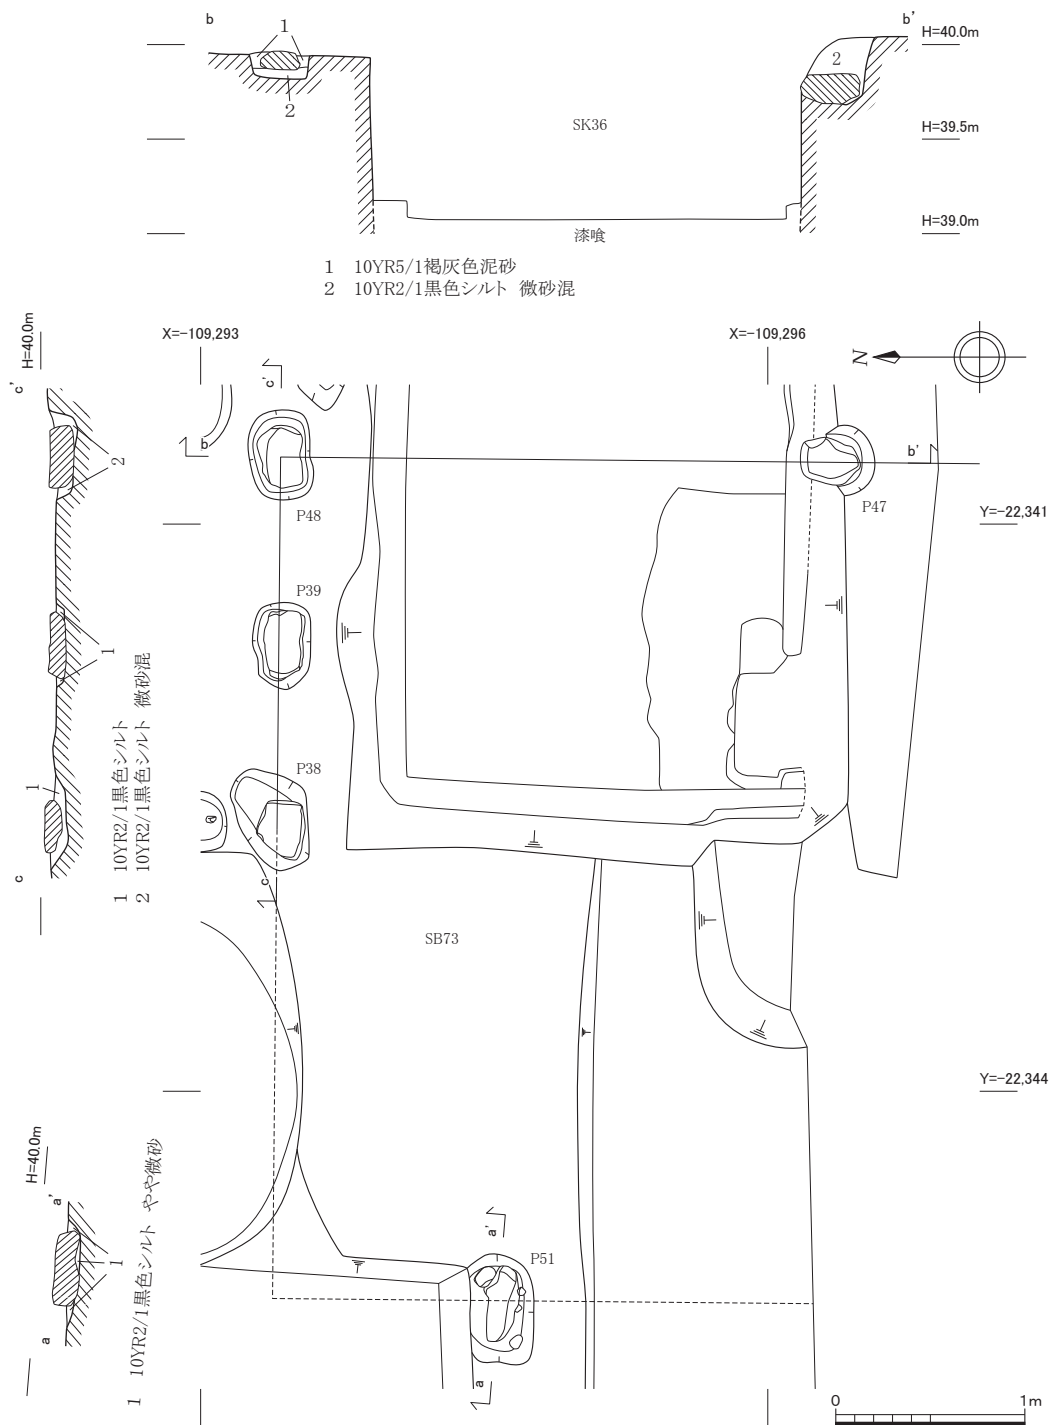 b
b'
H=40.0m
1
2
2
SK36
H=39.5m
H=39.0m
漆喰
1 10YR5/1褐灰色泥砂
2 10YR2/1黒色シルト 微砂混
X=-109,293
X=-109,296
N
c'
H=40.0m
2
1
1
c
1 10YR2/1黒色シルト
2 10YR2/1黒色シルト 微砂混
c'
b
b'
P48
P47
Y=-22,341
P39
P38
c
SB73
Y=-22,344
H=40.0m
a'
1
a
1 10YR2/1黒色シルト やや微砂
a'
P51
a
0 1m